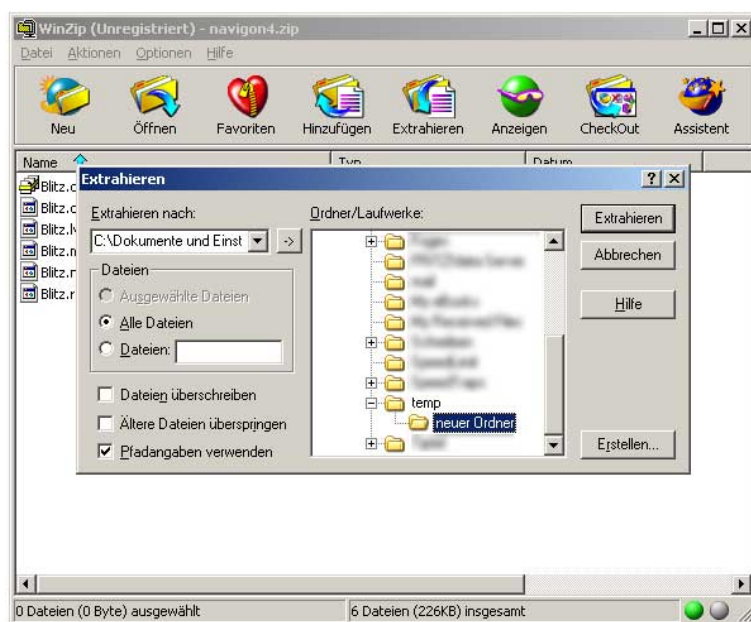 WinZip (Unregistriert) - navigon4.zip
Datei Aktionen Optionen Hilfe
Neu Öffnen Favoriten Hinzufügen Extrahieren Anzeigen CheckOut Assistent
Name Typ Datum
Extrahieren
Extrahieren nach:
C:\Dokumente und Einst
->
Dateien
Ausgewählte Dateien
Alle Dateien
Dateien:
Dateien überschreiben
Ältere Dateien überspringen
Pfadangaben verwenden
Ordner/Laufwerke:
temp
neuer Ordner
Extrahieren
Abbrechen
Hilfe
Erstellen...
Blitz.c
Blitz.c
Blitz.lv
Blitz.n
Blitz.r
Blitz.r
0 Dateien (0 Byte) ausgewählt
6 Dateien (226KB) insgesamt